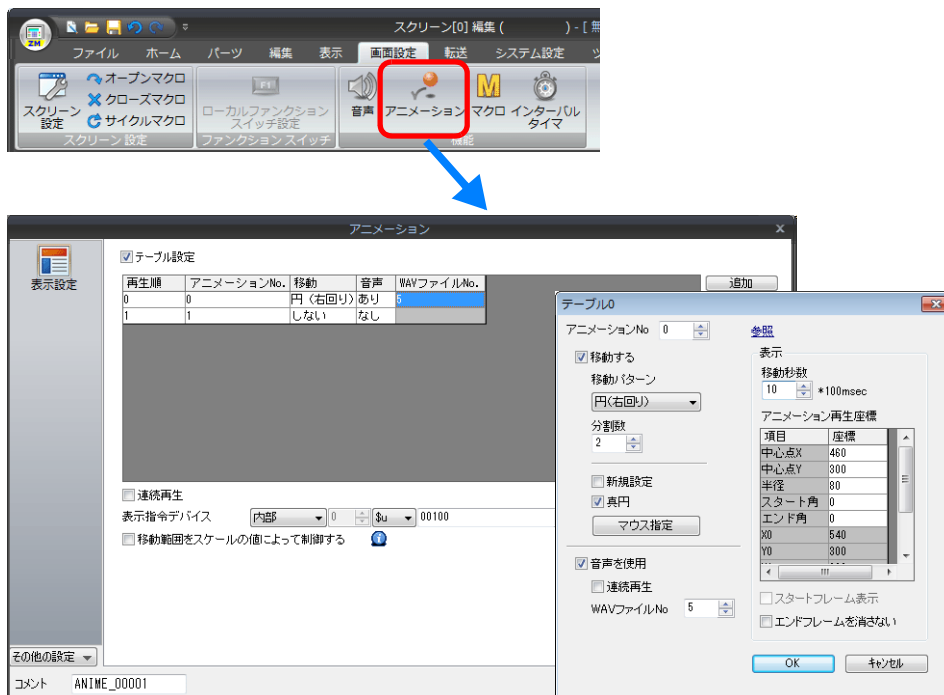 スクリーン[0] 編集 ( ) - [ 無
ZM
ファイル ホーム パーツ 編集 表示 画面設定 転送 システム設定 ツ
スクリーン
設定
オープンマクロ
クローズマクロ
サイクルマクロ
スクリーン 設定
F1
ローカルファンクション
スイッチ設定
ファンクション スイッチ
音声
アニメーション
マクロ
インターバル
タイマ
機能
アニメーション x
表示設定
テーブル設定
再生順 アニメーションNo. 移動 音声 WAVファイルNo.
0 0 円（右回り） あり 5
1 1 しない なし
追加
連続再生
表示指令デバイス 内部 0 $u 00100
移動範囲をスケールの値によって制御する
その他の設定
コメント ANIME_00001
テーブル0
アニメーションNo 0
参照
移動する
移動パターン
円(右回り)
分割数
2
新規設定
真円
マウス指定
音声を使用
連続再生
WAVファイルNo 5
表示
移動秒数
10 *100msec
アニメーション再生座標
項目 座標
中心点X 460
中心点Y 300
半径 80
スタート角 0
エンド角 0
X0 540
Y0 300
スタートフレーム表示
エンドフレームを消さない
OK キャンセル